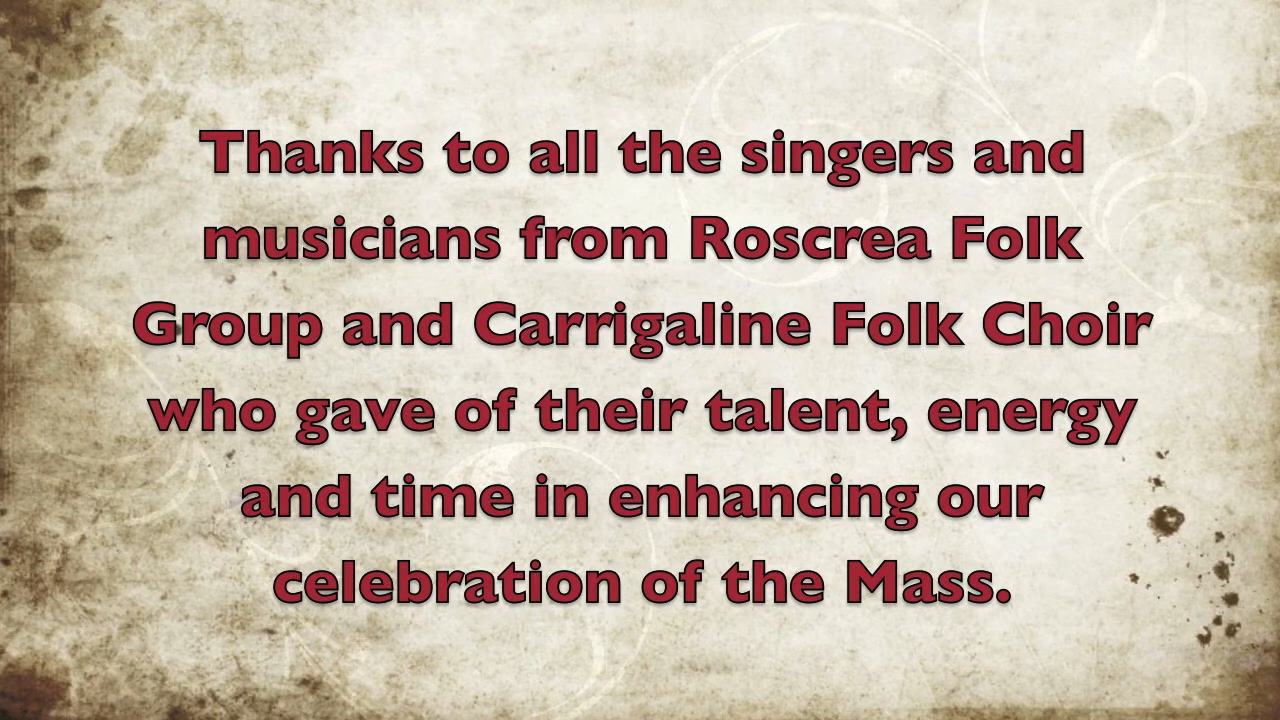 Thanks to all the singers and
musicians from Roscrea Folk
Group and Carrigaline Folk Choir
who gave of their talent, energy
and time in enhancing our
celebration of the Mass.